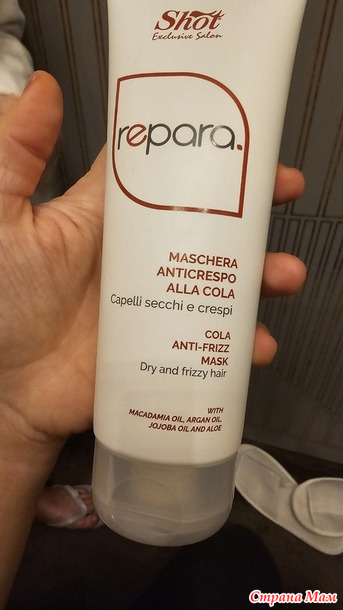 Shot
Exclusive Salon
repara.
MASCHERA
ANTICRESPO
ALLA COLA
Capelli secchi e crespi
COLA
ANTI-FRIZZ
MASK
Dry and frizzy hair
WITH
MACADAMIA OIL, ARGAN OIL,
JOJOBA OIL AND ALOE
Страна Мам